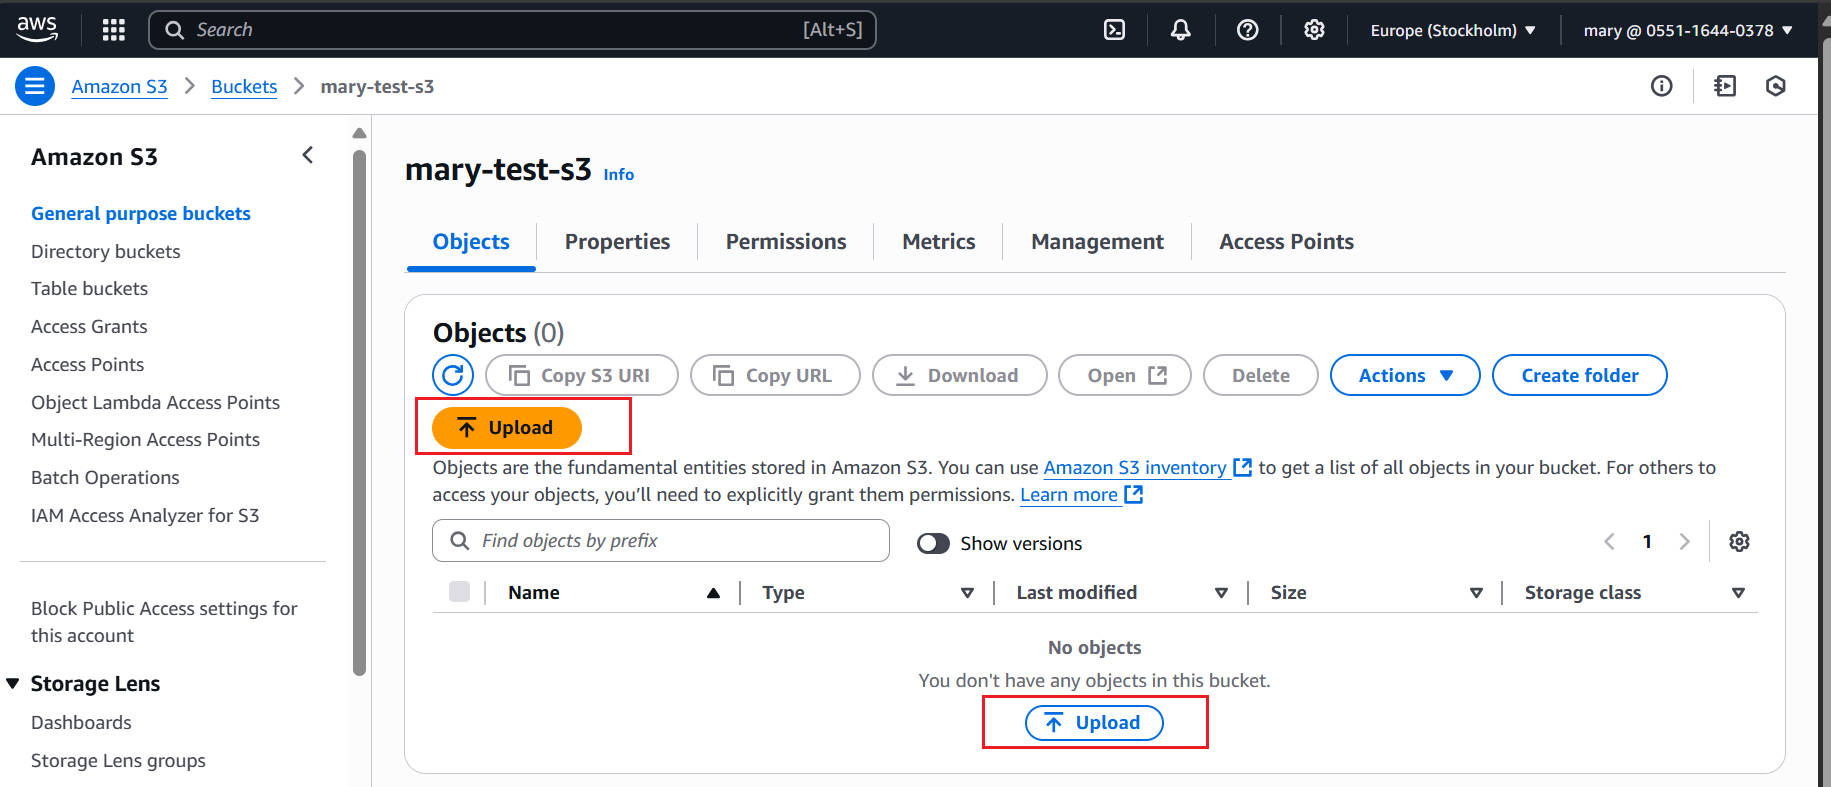 aws
Search [Alt+S]
Europe (Stockholm)
mary @ 0551-1644-0378
Amazon S3
Buckets
mary-test-s3
Amazon S3
General purpose buckets
Directory buckets
Table buckets
Access Grants
Access Points
Object Lambda Access Points
Multi-Region Access Points
Batch Operations
IAM Access Analyzer for S3
Block Public Access settings for
this account
Storage Lens
Dashboards
Storage Lens groups
mary-test-s3 Info
Objects
Properties
Permissions
Metrics
Management
Access Points
Objects (0)
Copy S3 URI
Copy URL
Download
Open
Delete
Actions
Create folder
Upload
Objects are the fundamental entities stored in Amazon S3. You can use Amazon S3 inventory to get a list of all objects in your bucket. For others to
access your objects, you’ll need to explicitly grant them permissions. Learn more
Find objects by prefix
Show versions
1
Name
Type
Last modified
Size
Storage class
No objects
You don't have any objects in this bucket.
Upload